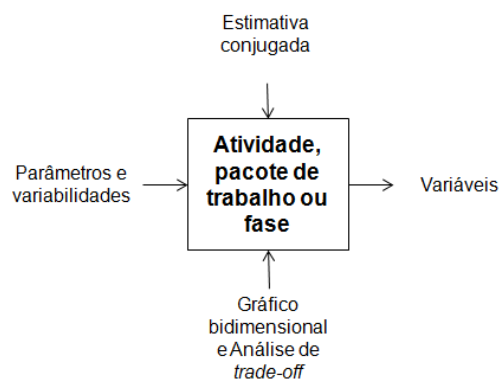 Estimativa
conjugada
Atividade,
pacote de
trabalho ou
fase
Parâmetros e
variabilidades
Variáveis
Gráfico
bidimensional
e Análise de
trade-off